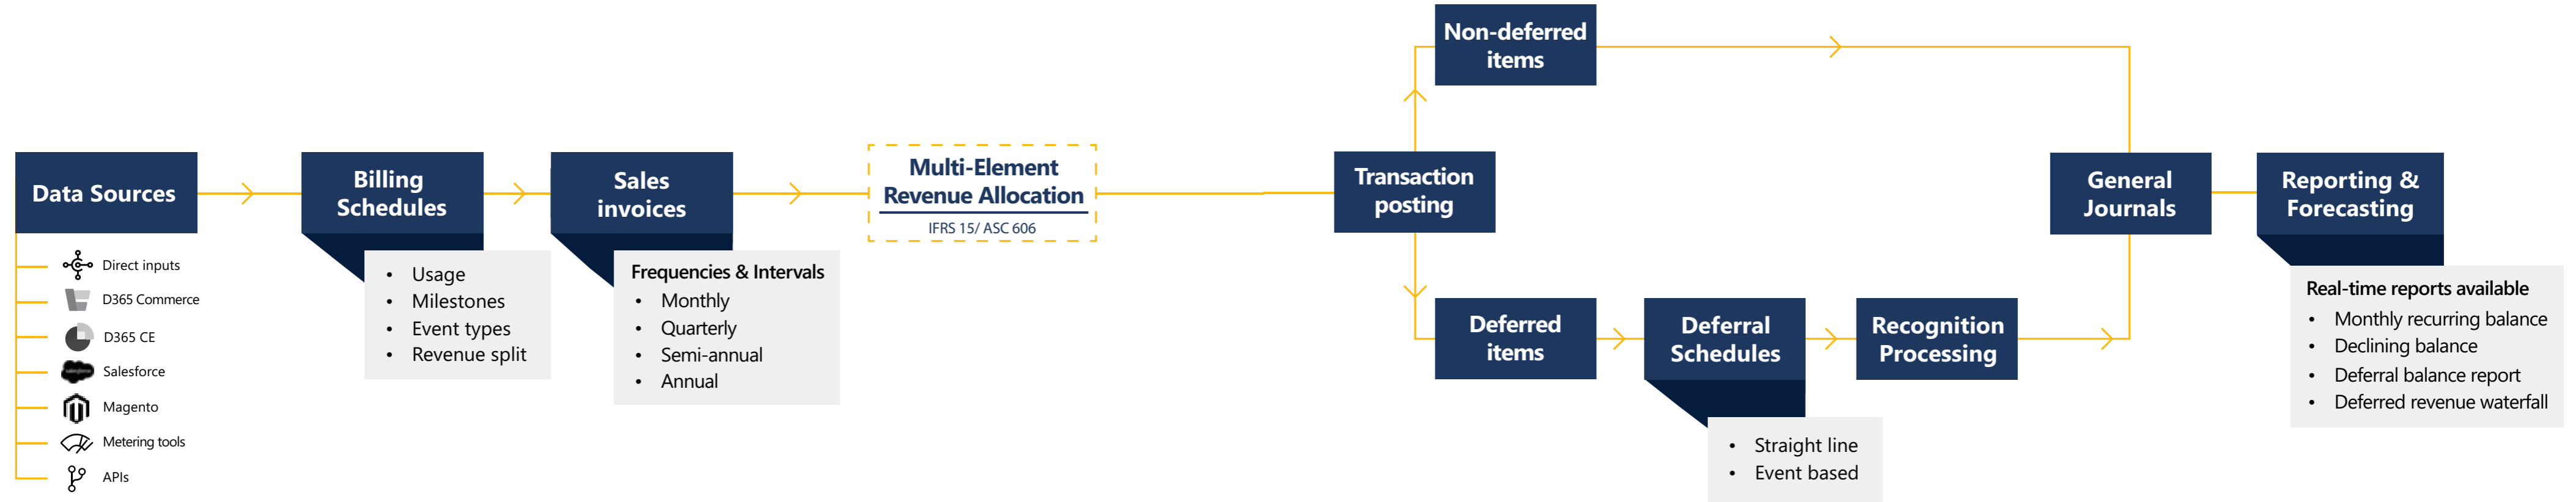 Data Sources
Direct inputs
D365 Commerce
D365 CE
salesforce
Salesforce
Magento
Metering tools
APIs
Billing
Schedules
• Usage
• Milestones
• Event types
• Revenue split
Sales
invoices
Frequencies & Intervals
• Monthly
• Quarterly
• Semi-annual
• Annual
Multi-Element
Revenue Allocation
IFRS 15/ ASC 606
Transaction
posting
Non-deferred
items
Deferred
items
Deferral
Schedules
• Straight line
• Event based
Recognition
Processing
General
Journals
Reporting &
Forecasting
Real-time reports available
• Monthly recurring balance
• Declining balance
• Deferral balance report
• Deferred revenue waterfall